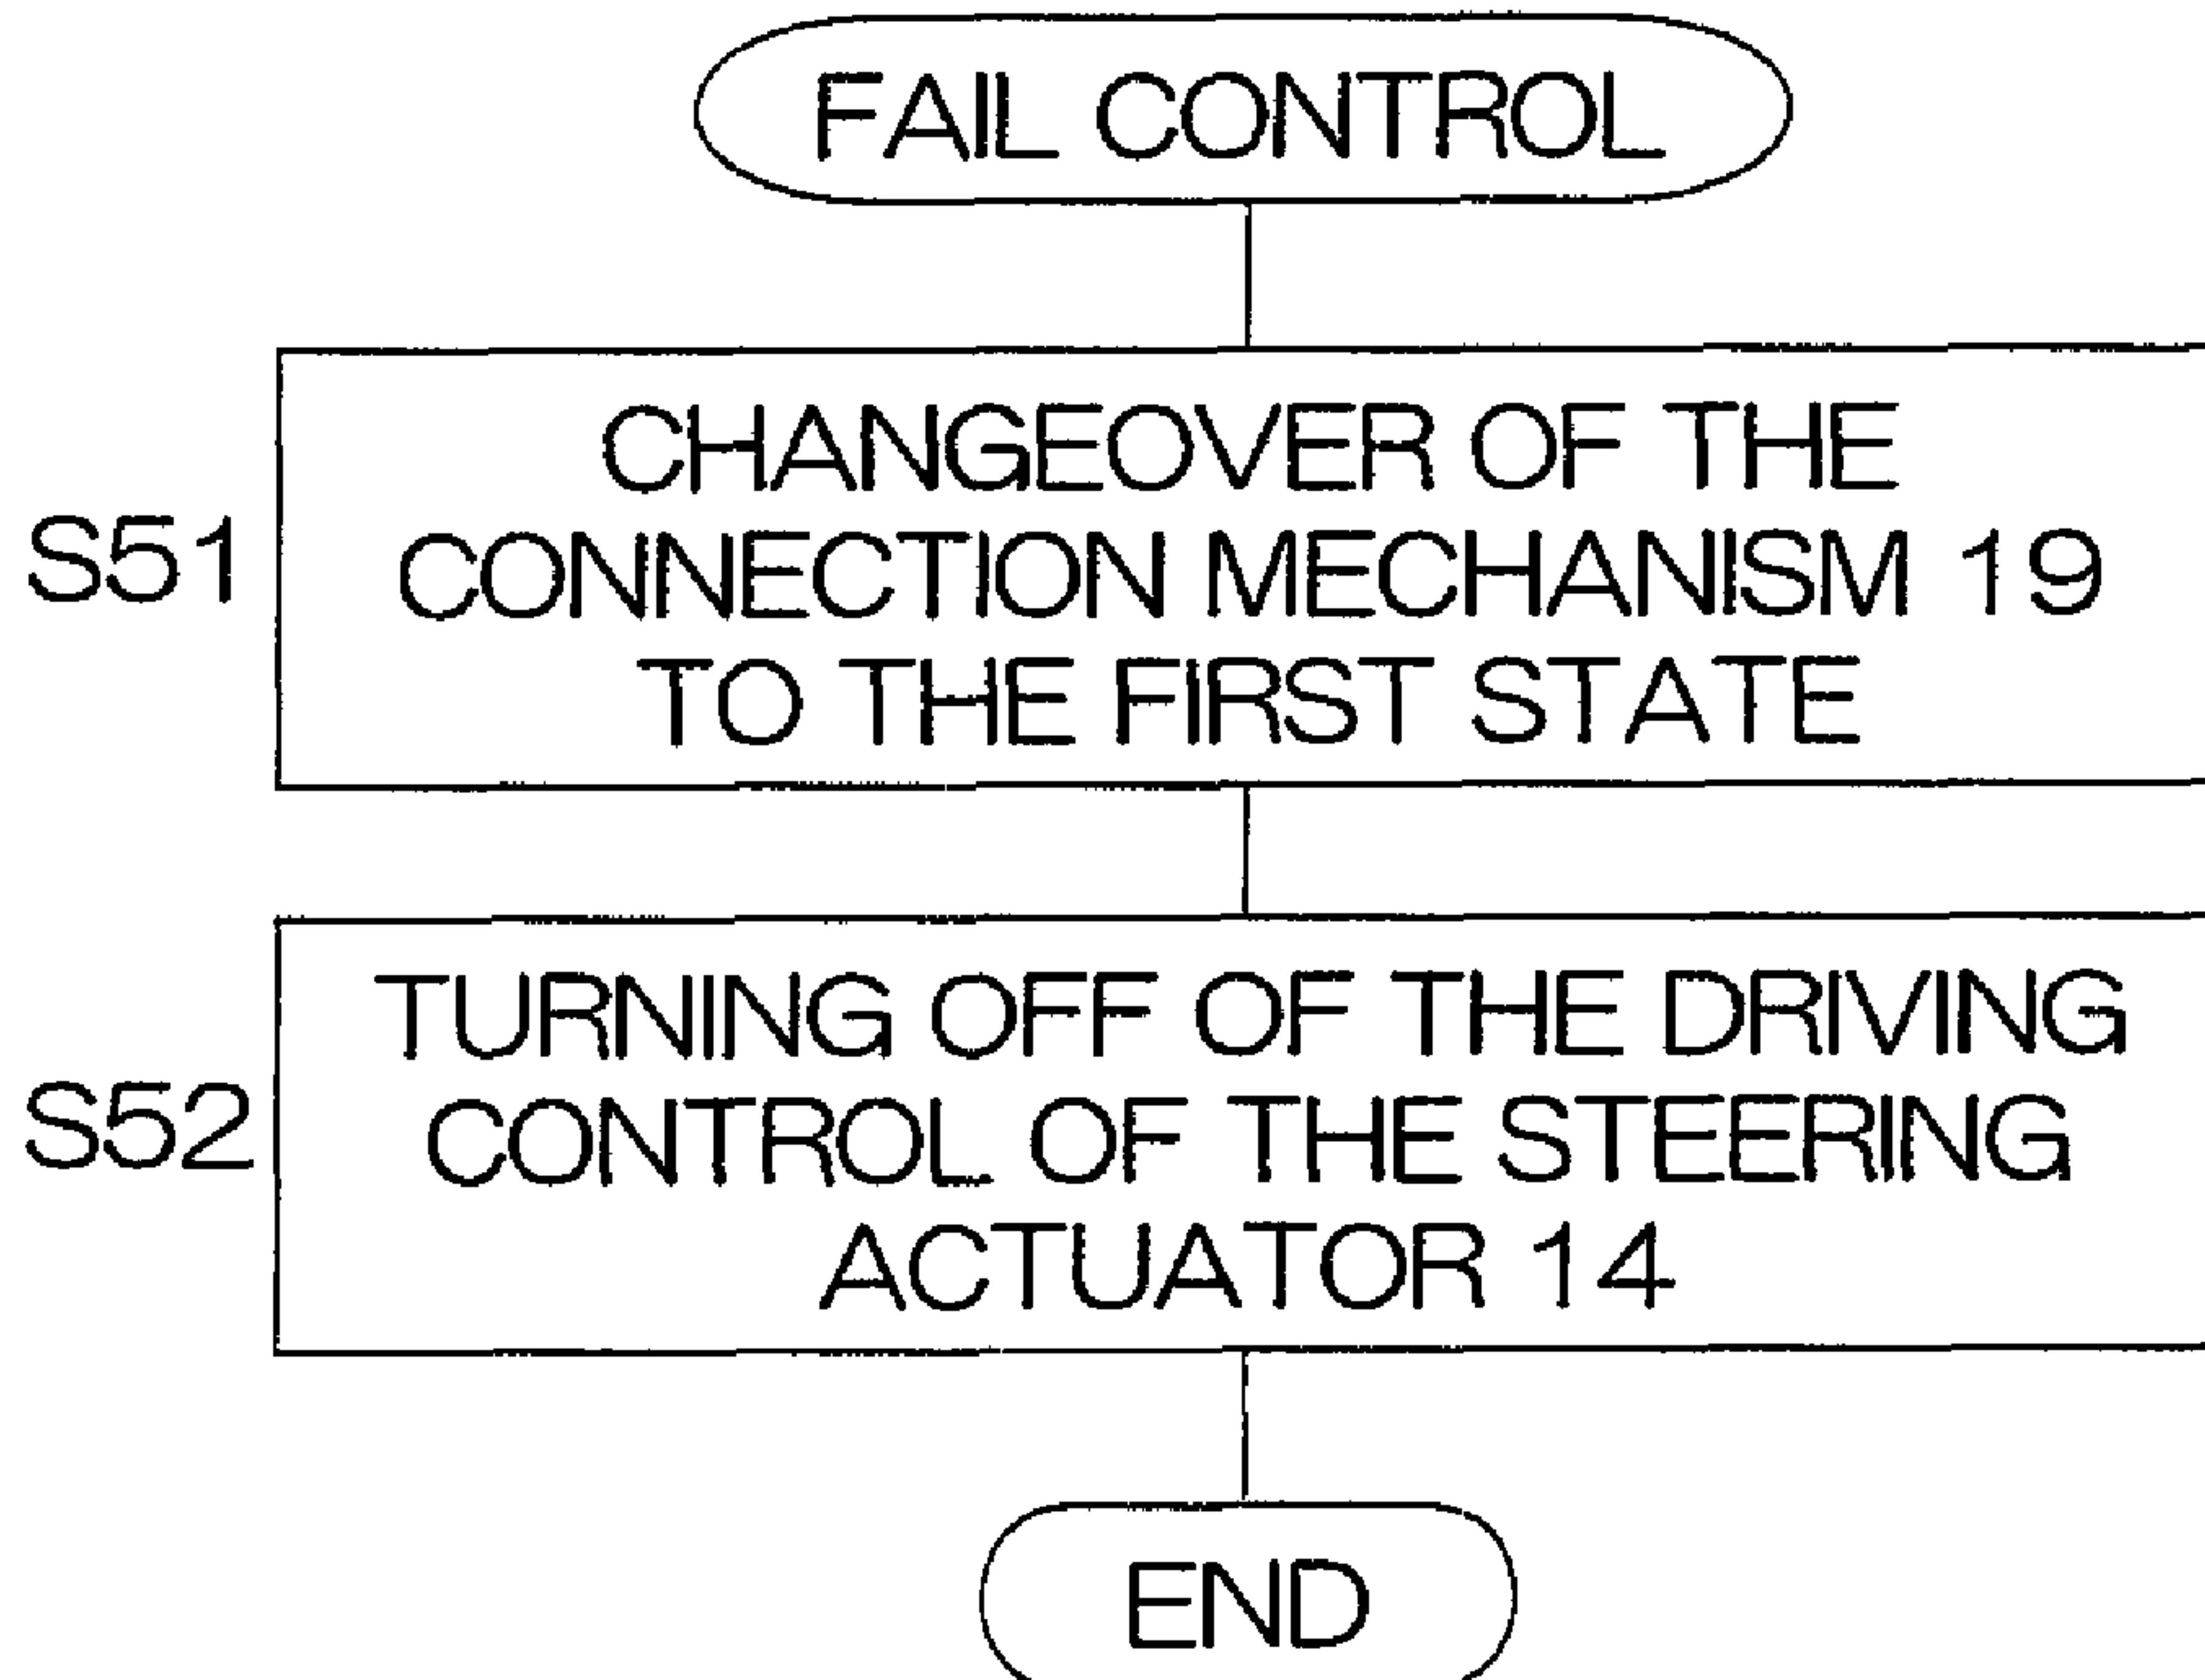 FAIL CONTROL
S51
CHANGEOVER OF THE
CONNECTION MECHANISM 19
TO THE FIRST STATE
S52
TURNING OFF OF THE DRIVING
CONTROL OF THE STEERING
ACTUATOR 14
END